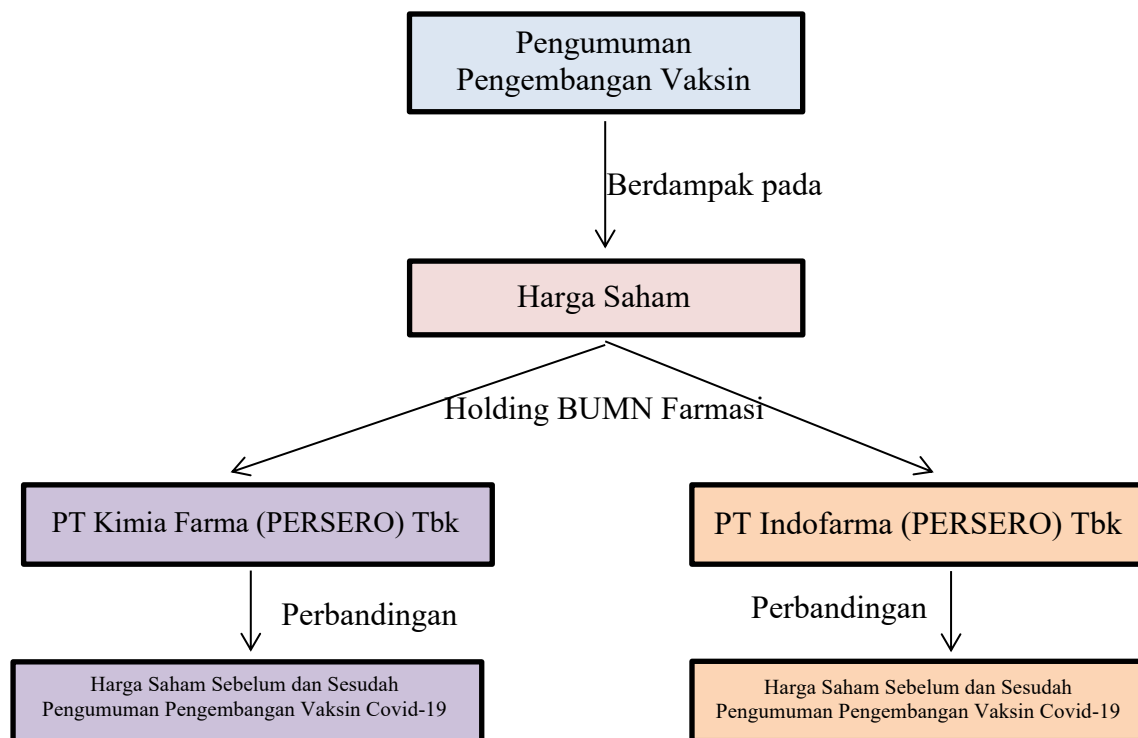 Pengumuman
Pengembangan Vaksin
Berdampak pada
Harga Saham
Holding BUMN Farmasi
PT Kimia Farma (PERSERO) Tbk
PT Indofarma (PERSERO) Tbk
Perbandingan
Perbandingan
Harga Saham Sebelum dan Sesudah
Pengumuman Pengembangan Vaksin Covid-19
Harga Saham Sebelum dan Sesudah
Pengumuman Pengembangan Vaksin Covid-19